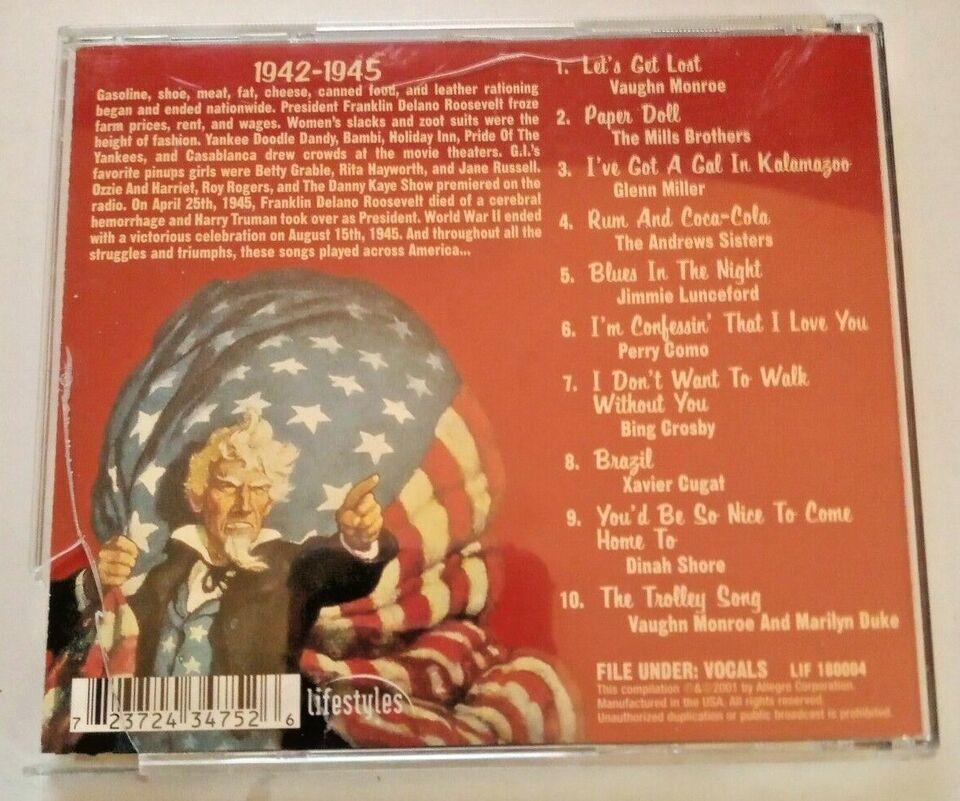 1942-1945
Gasoline, shoe, meat, fat, cheese, canned food, and leather rationing
began and ended nationwide. President Franklin Delano Roosevelt froze
farm prices, rent, and wages. Women's slacks and zoot suits were the
height of fashion. Yankee Doodle Dandy, Bambi, Holiday Inn, Pride Of The
Yankees, and Casablanca drew crowds at the movie theaters. G.I.'s
favorite pinups girls were Betty Grable, Rita Hayworth, and Jane Russell.
Ozzie And Harriet, Roy Rogers, and The Danny Kaye Show premiered on the
radio. On April 25th, 1945, Franklin Delano Roosevelt died of a cerebral
hemorrhage and Harry Truman took over as President. World War II ended
with a victorious celebration on August 15th, 1945. And throughout all the
struggles and triumphs, these songs played across America...
1. Let's Get Lost
Vaughn Monroe
2. Paper Doll
The Mills Brothers
3. I've Got A Gal In Kalamazoo
Glenn Miller
4. Rum And Coca-Cola
The Andrews Sisters
5. Blues In The Night
Jimmie Lunceford
6. I'm Confessin' That I Love You
Perry Como
7. I Don't Want To Walk
Without You
Bing Crosby
8. Brazil
Xavier Cugat
9. You'd Be So Nice To Come
Home To
Dinah Shore
10. The Trolley Song
Vaughn Monroe And Marilyn Duke
FILE UNDER: VOCALS LIF 180004
This compilation ℗&©2001 by Allegro Corporation.
Manufactured in the USA. All rights reserved.
Unauthorized duplication or public broadcast is prohibited.
7 23724 34752 6
lifestyles